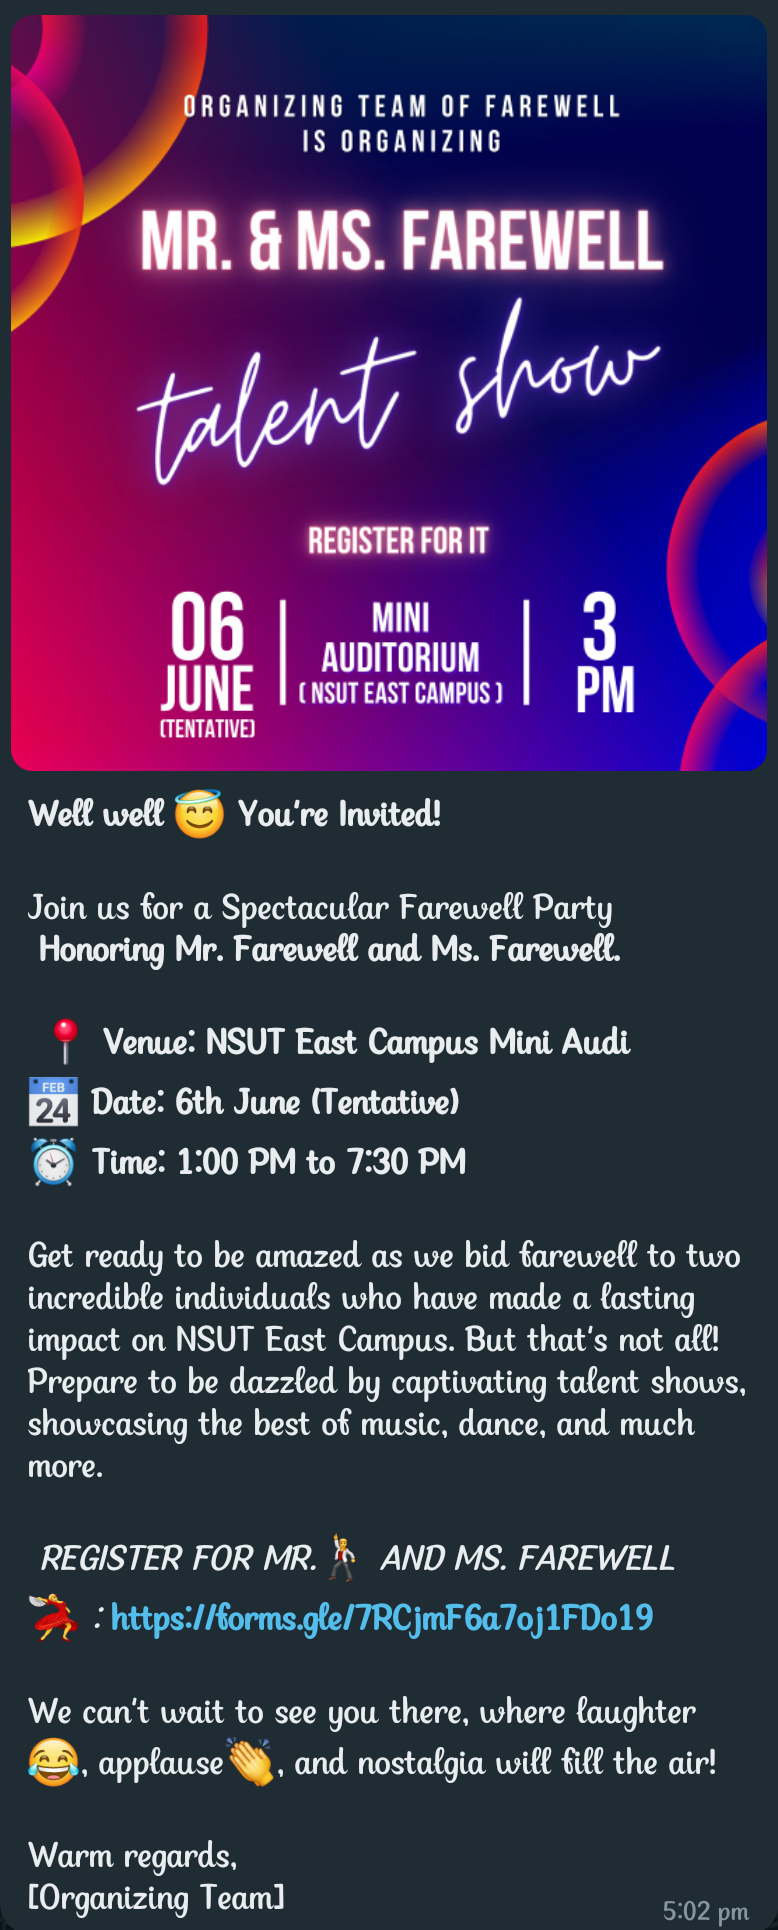 ORGANIZING TEAM OF FAREWELL
IS ORGANIZING
MR. & MS. FAREWELL
talent show
REGISTER FOR IT
06
JUNE
(TENTATIVE)
MINI
AUDITORIUM
( NSUT EAST CAMPUS )
3
PM
Well well 😇 You're Invited!
Join us for a Spectacular Farewell Party
Honoring Mr. Farewell and Ms. Farewell.
📍 Venue: NSUT East Campus Mini Audi
📆 Date: 6th June (Tentative)
⏰ Time: 1:00 PM to 7:30 PM
Get ready to be amazed as we bid farewell to two
incredible individuals who have made a lasting
impact on NSUT East Campus. But that's not all!
Prepare to be dazzled by captivating talent shows,
showcasing the best of music, dance, and much
more.
REGISTER FOR MR. 🕺 AND MS. FAREWELL
💃 : https://forms.gle/7RCjmF6a7oj1FDo19
We can't wait to see you there, where laughter
😂, applause👏, and nostalgia will fill the air!
Warm regards,
[Organizing Team]
5:02 pm